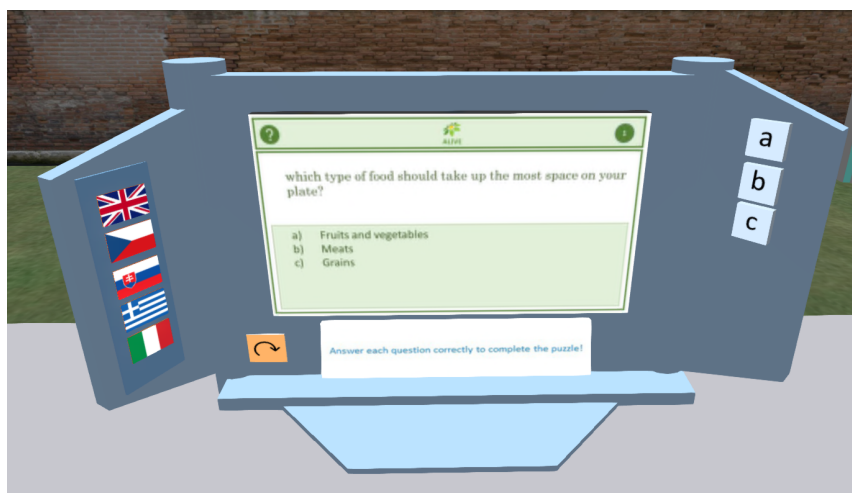 ?
ALIVE
which type of food should take up the most space on your
plate?
a) Fruits and vegetables
b) Meats
c) Grains
Answer each question correctly to complete the puzzle!
a
b
c